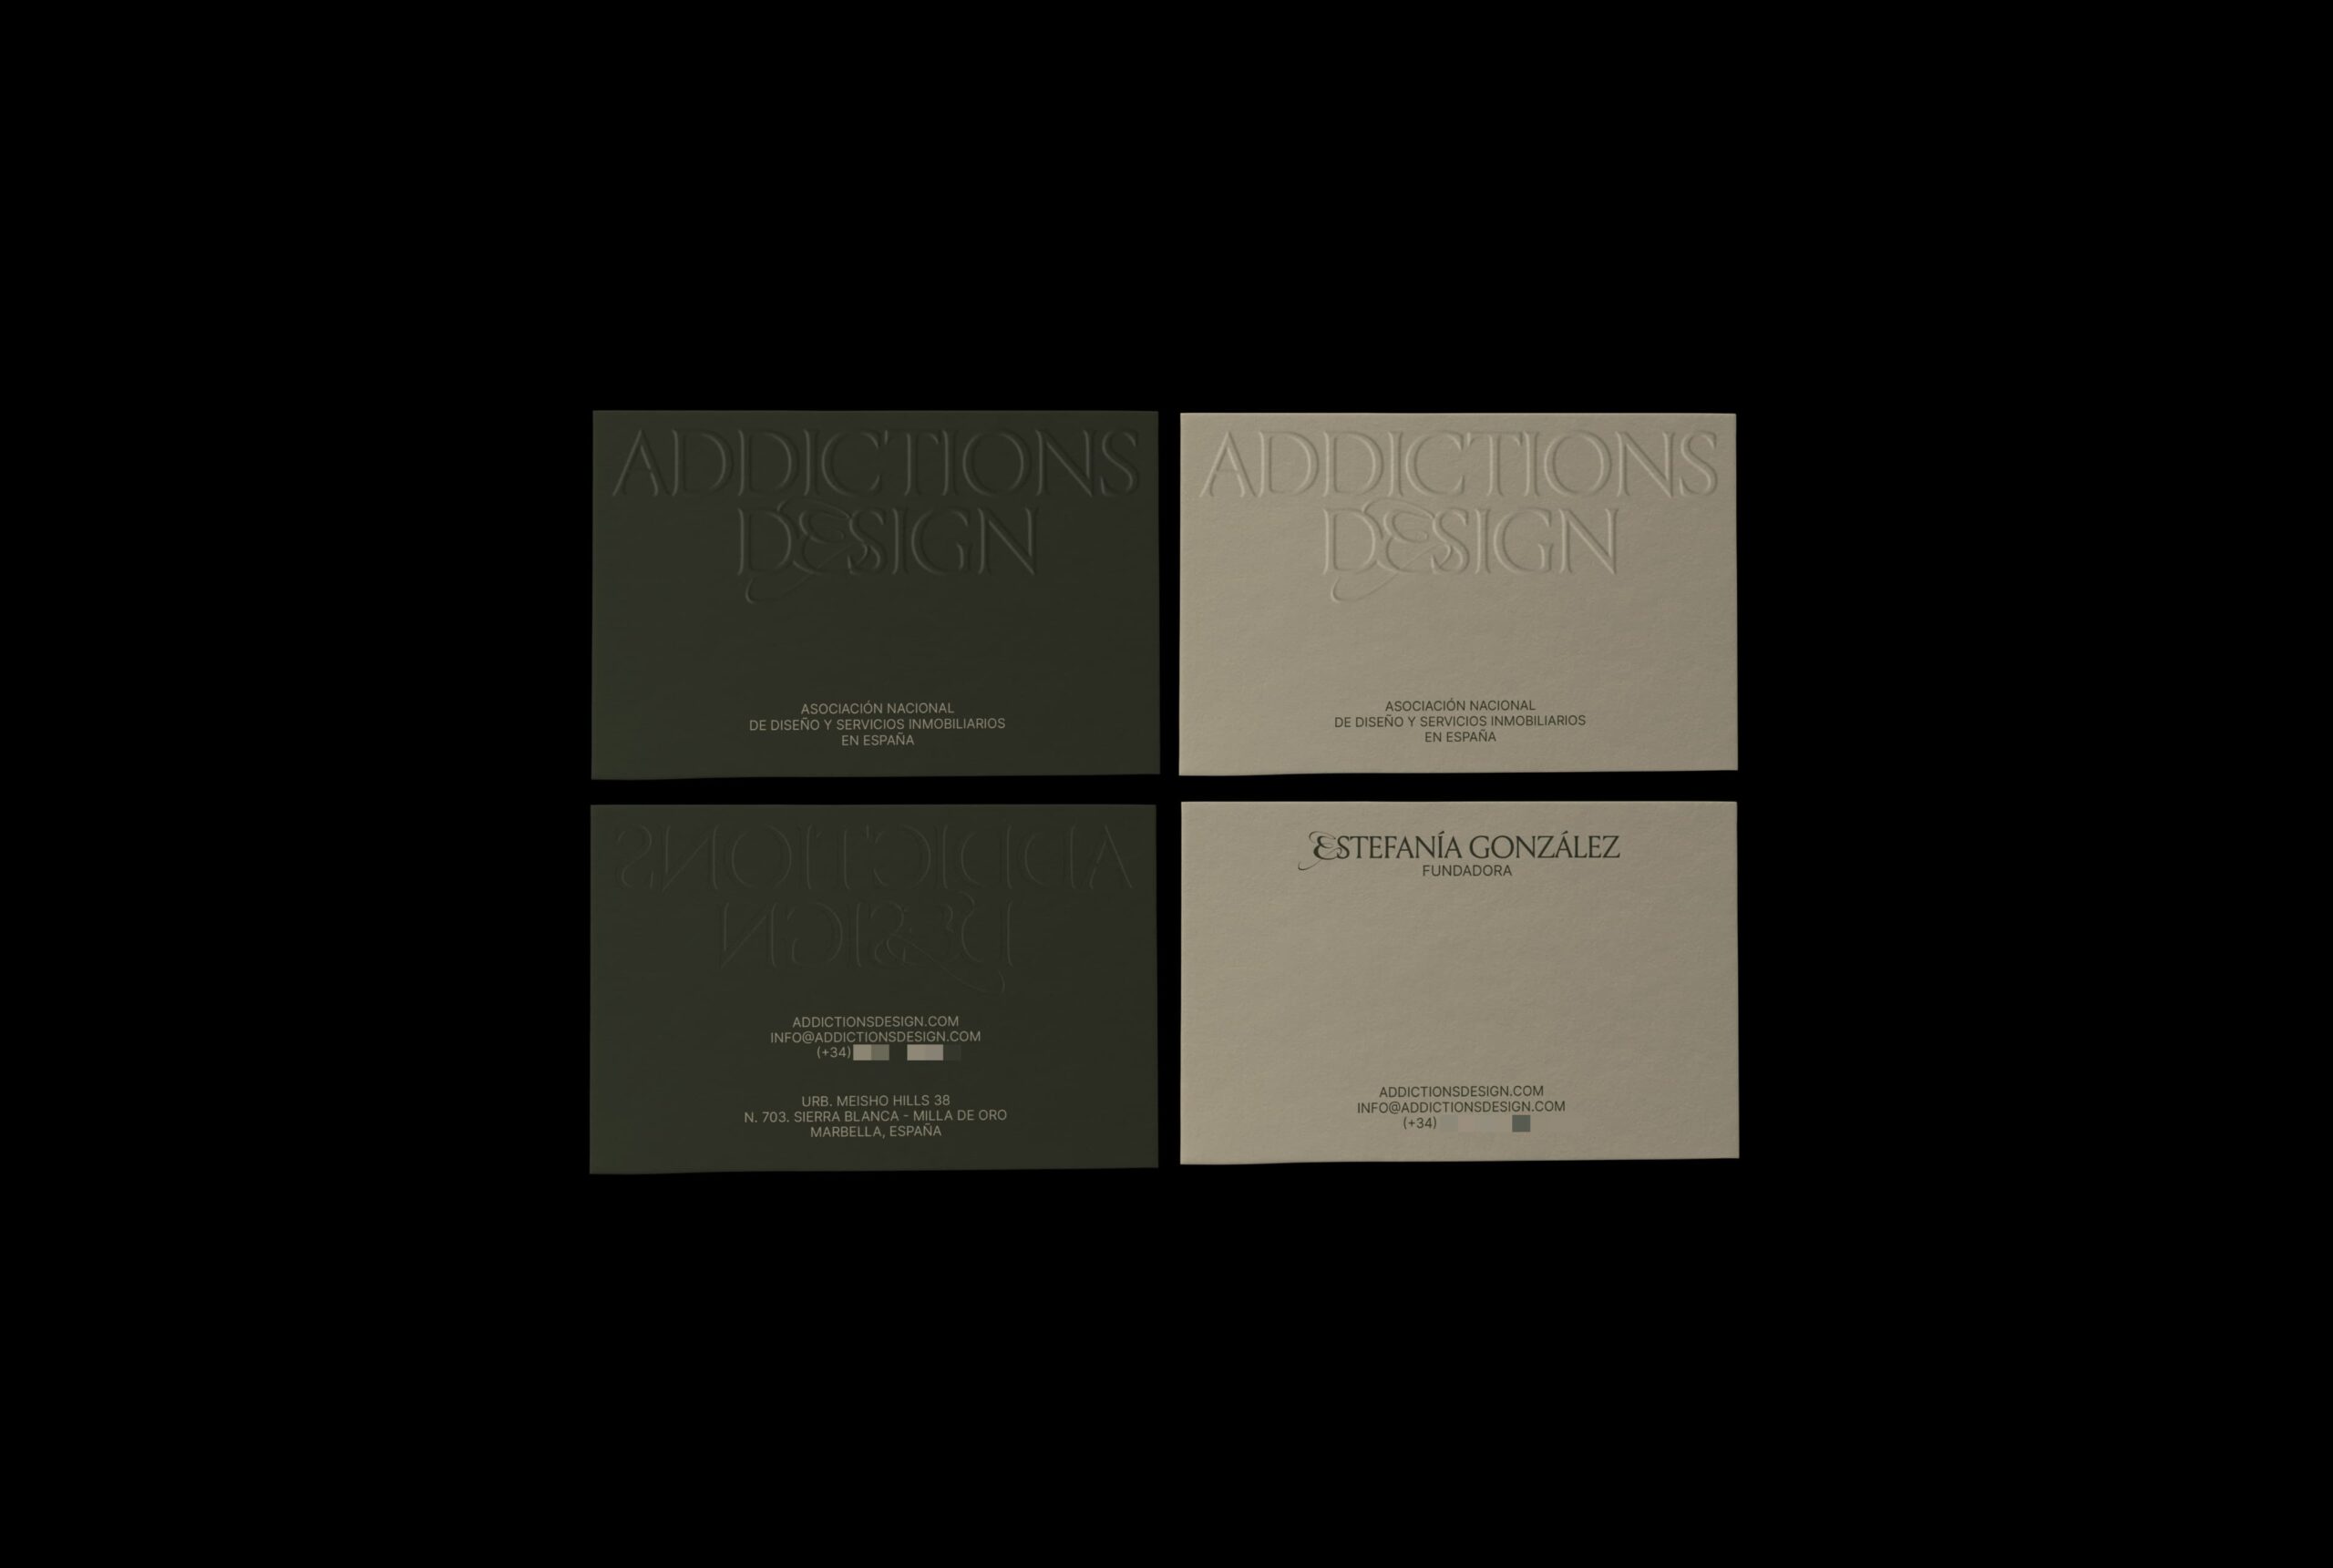 ADDICTIONS
DESIGN
ASOCIACIÓN NACIONAL
DE DISEÑO Y SERVICIOS INMOBILIARIOS
EN ESPAÑA
ADDICTIONS
DESIGN
ASOCIACIÓN NACIONAL
DE DISEÑO Y SERVICIOS INMOBILIARIOS
EN ESPAÑA
ADDICTIONS
DESIGN
ADDICTIONSDESIGN.COM
INFO@ADDICTIONSDESIGN.COM
(+34)
URB. MEISHO HILLS 38
N. 703. SIERRA BLANCA - MILLA DE ORO
MARBELLA, ESPAÑA
ESTEFANÍA GONZÁLEZ
FUNDADORA
ADDICTIONSDESIGN.COM
INFO@ADDICTIONSDESIGN.COM
(+34)